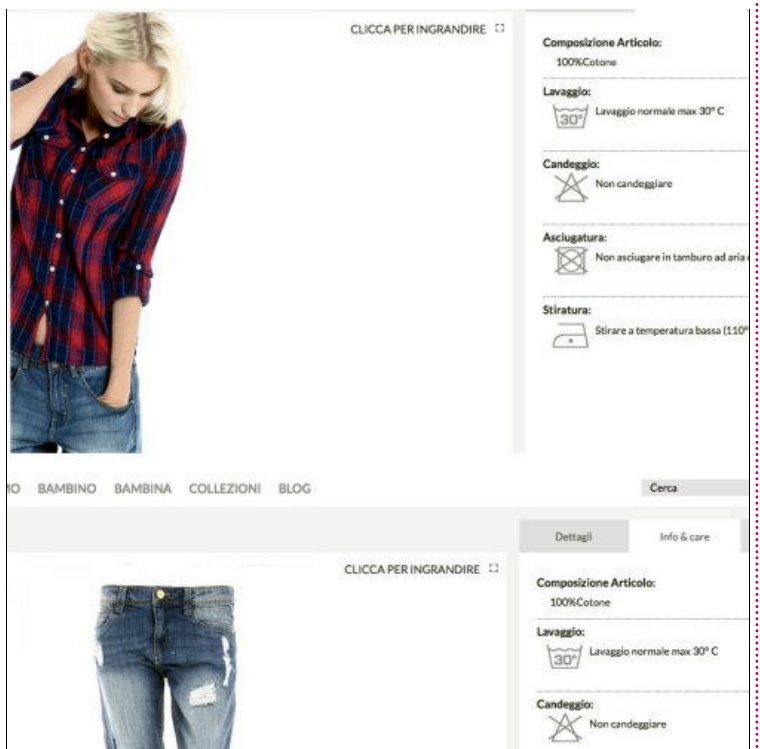 CLICCA PER INGRANDIRE
Composizione Articolo:
100%Cotone
Lavaggio:
30°
Lavaggio normale max 30° C
Candeggio:
Non candeggiare
Asciugatura:
Non asciugare in tamburo ad aria
Stiratura:
Stirare a temperatura bassa (110°
BAMBINO BAMBINA COLLEZIONI BLOG
Cerca
Dettagli Info & care
CLICCA PER INGRANDIRE
Composizione Articolo:
100%Cotone
Lavaggio:
30°
Lavaggio normale max 30° C
Candeggio:
Non candeggiare